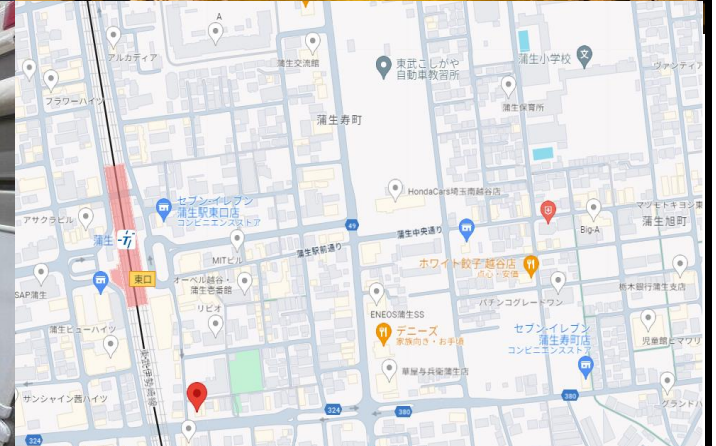 A
アルカディア
蒲生交流館
東武こしがや
自動車教習所
蒲生小学校
ヴァンティア
フラワーハイツ
蒲生保育所
蒲生寿町
HondaCars埼玉南越谷店
セブン-イレブン
蒲生駅東口店
コンビニエンスストア
アサクラビル
マツモトキヨシ東
蒲生旭町
49
蒲生中央通り
Big-A
蒲生
MITビル
蒲生駅前通り
ホワイト餃子 越谷店
点心・安価
SAP蒲生
東口
オーベル越谷・
蒲生壱番館
栃木銀行蒲生支店
パチンコグレートワン
リビオ
ENEOS蒲生SS
蒲生ビューハイツ
デニーズ
家族向き・お手頃
セブン-イレブン
蒲生寿町店
コンビニエンススト
児童館ヒマワリ
華屋与兵衛蒲生店
サンシャイン茜ハイツ
グランドハ
324
380
380
324